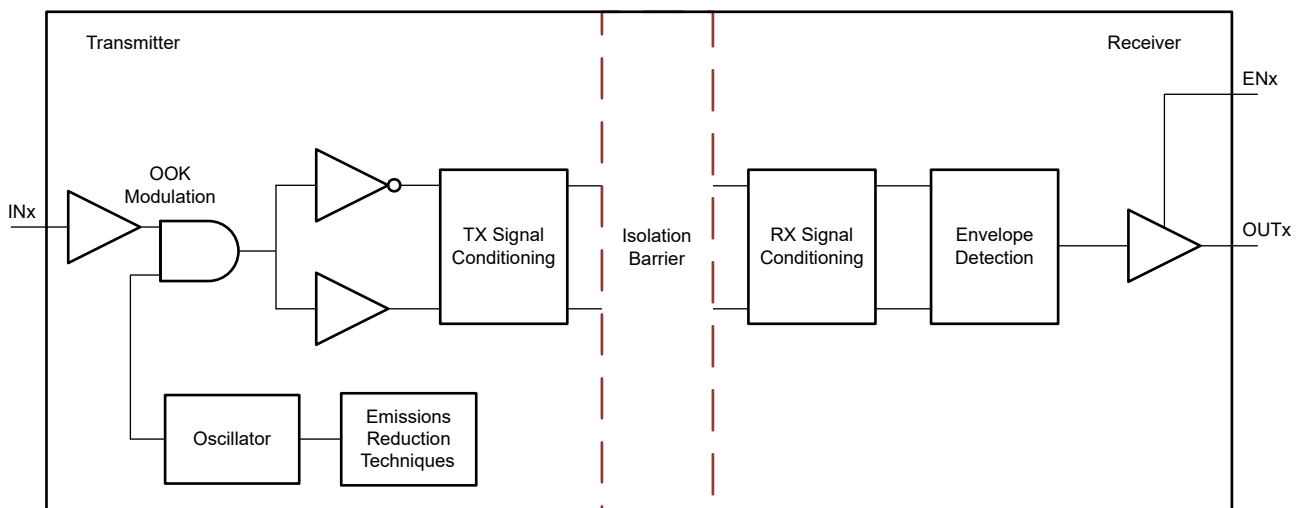 Transmitter
Receiver
ENx
OOK
Modulation
INx
TX Signal
Conditioning
Isolation
Barrier
RX Signal
Conditioning
Envelope
Detection
OUTx
Oscillator
Emissions
Reduction
Techniques